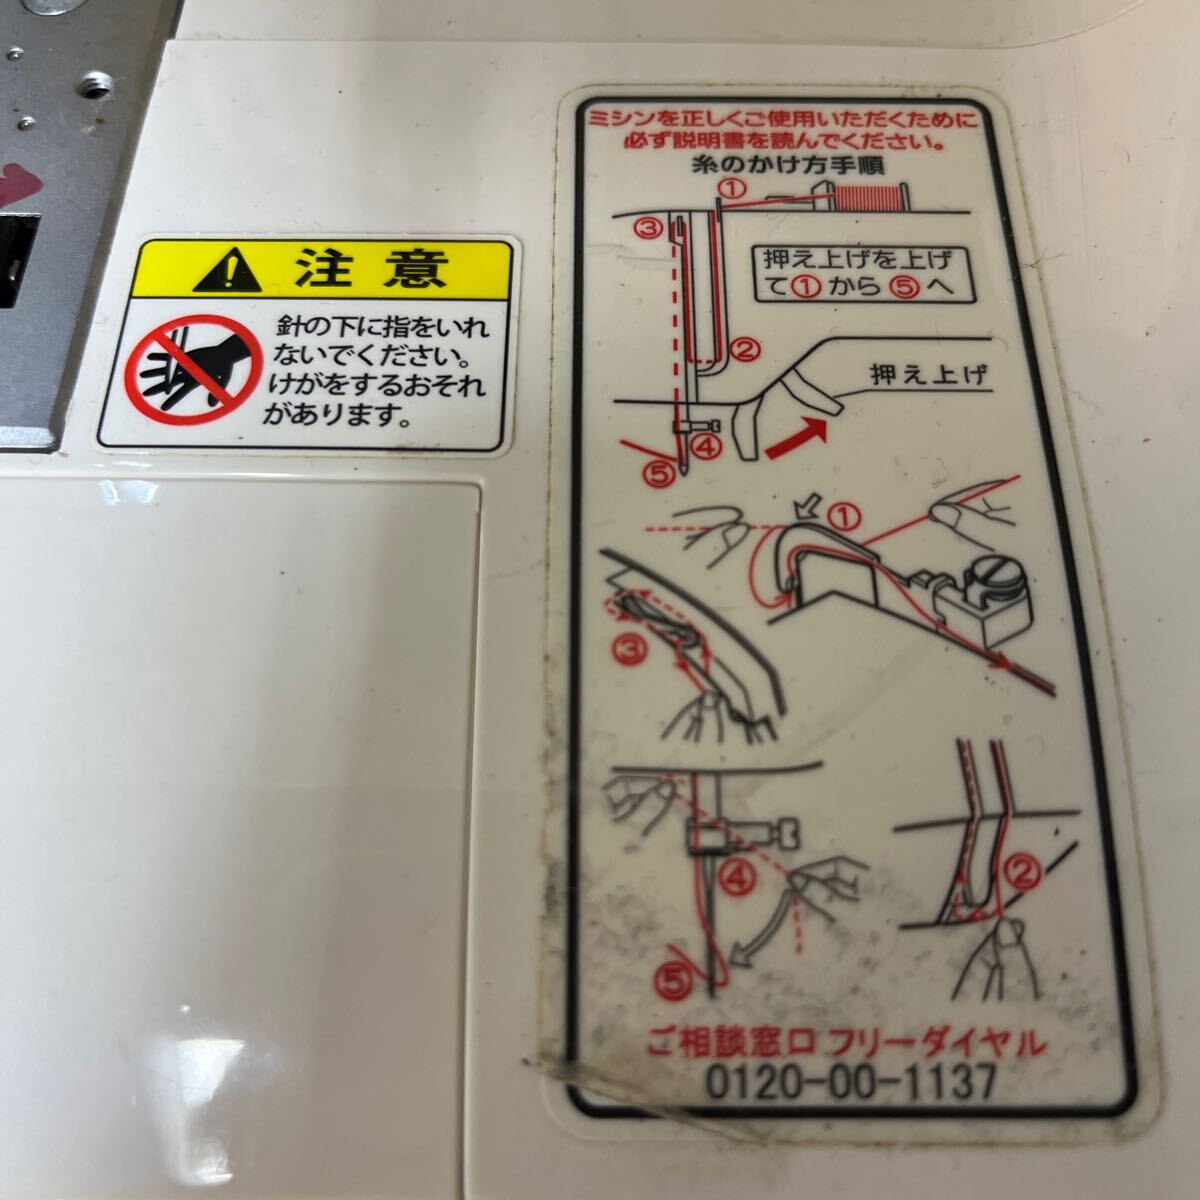 注意
針の下に指をいれ
ないでください。
けがをするおそれ
があります。
ミシンを正しくご使用いただくために
必ず説明書を読んでください。
糸のかけ方手順
①
③
押え上げを上げ
て①から⑤へ
②
押え上げ
④
⑤
①
③
④
②
⑤
ご相談窓口 フリーダイヤル
0120-00-1137